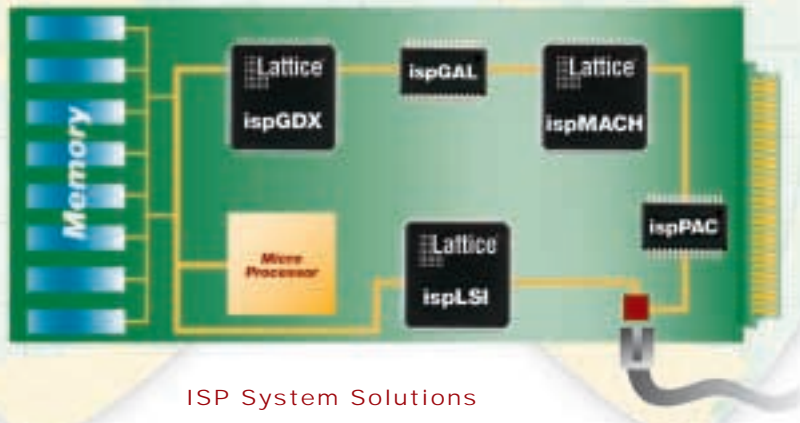 Memory
Lattice
ispGDX
ispGAL
Lattice
ispMACH
Micro
Processor
Lattice
ispLSI
ispPAC
ISP System Solutions